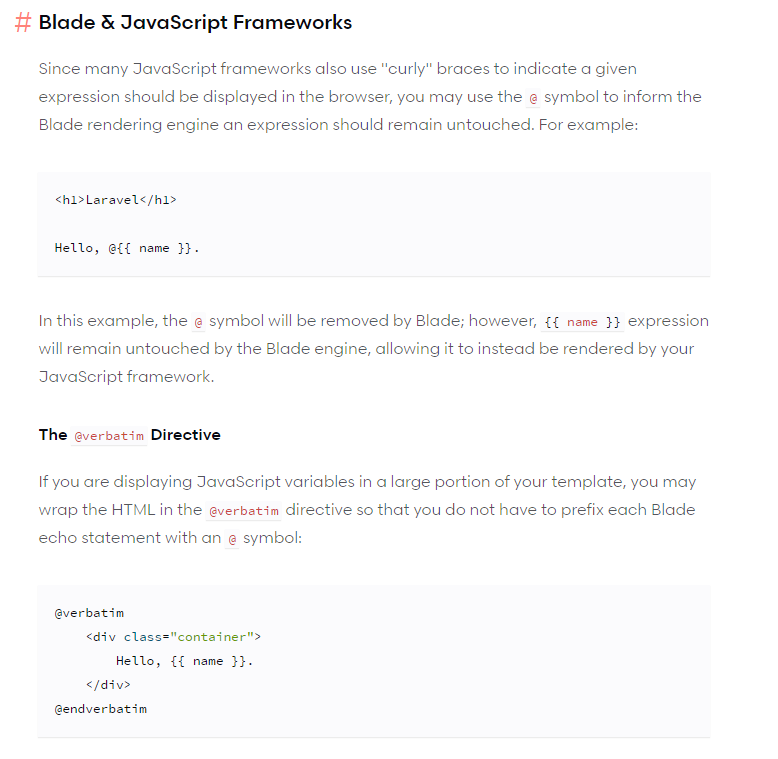 # Blade & JavaScript Frameworks
Since many JavaScript frameworks also use "curly" braces to indicate a given
expression should be displayed in the browser, you may use the @ symbol to inform the
Blade rendering engine an expression should remain untouched. For example:
<h1>Laravel</h1>
Hello, @{{ name }}.
In this example, the @ symbol will be removed by Blade; however, {{ name }} expression
will remain untouched by the Blade engine, allowing it to instead be rendered by your
JavaScript framework.
The @verbatim Directive
If you are displaying JavaScript variables in a large portion of your template, you may
wrap the HTML in the @verbatim directive so that you do not have to prefix each Blade
echo statement with an @ symbol:
@verbatim
    <div class="container">
        Hello, {{ name }}.
    </div>
@endverbatim